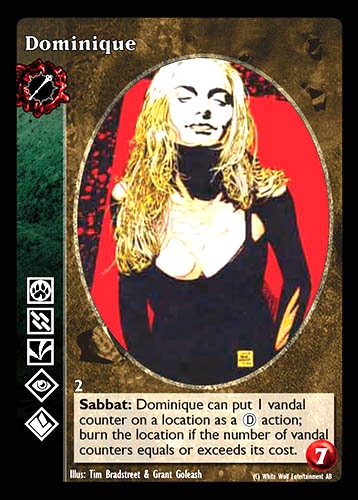 Dominique
2
Sabbat: Dominique can put 1 vandal
counter on a location as a Ⓓ action;
burn the location if the number of vandal
counters equals or exceeds its cost.
7
Illus: Tim Bradstreet & Grant Goleash
(C) White Wolf Entertainment AB